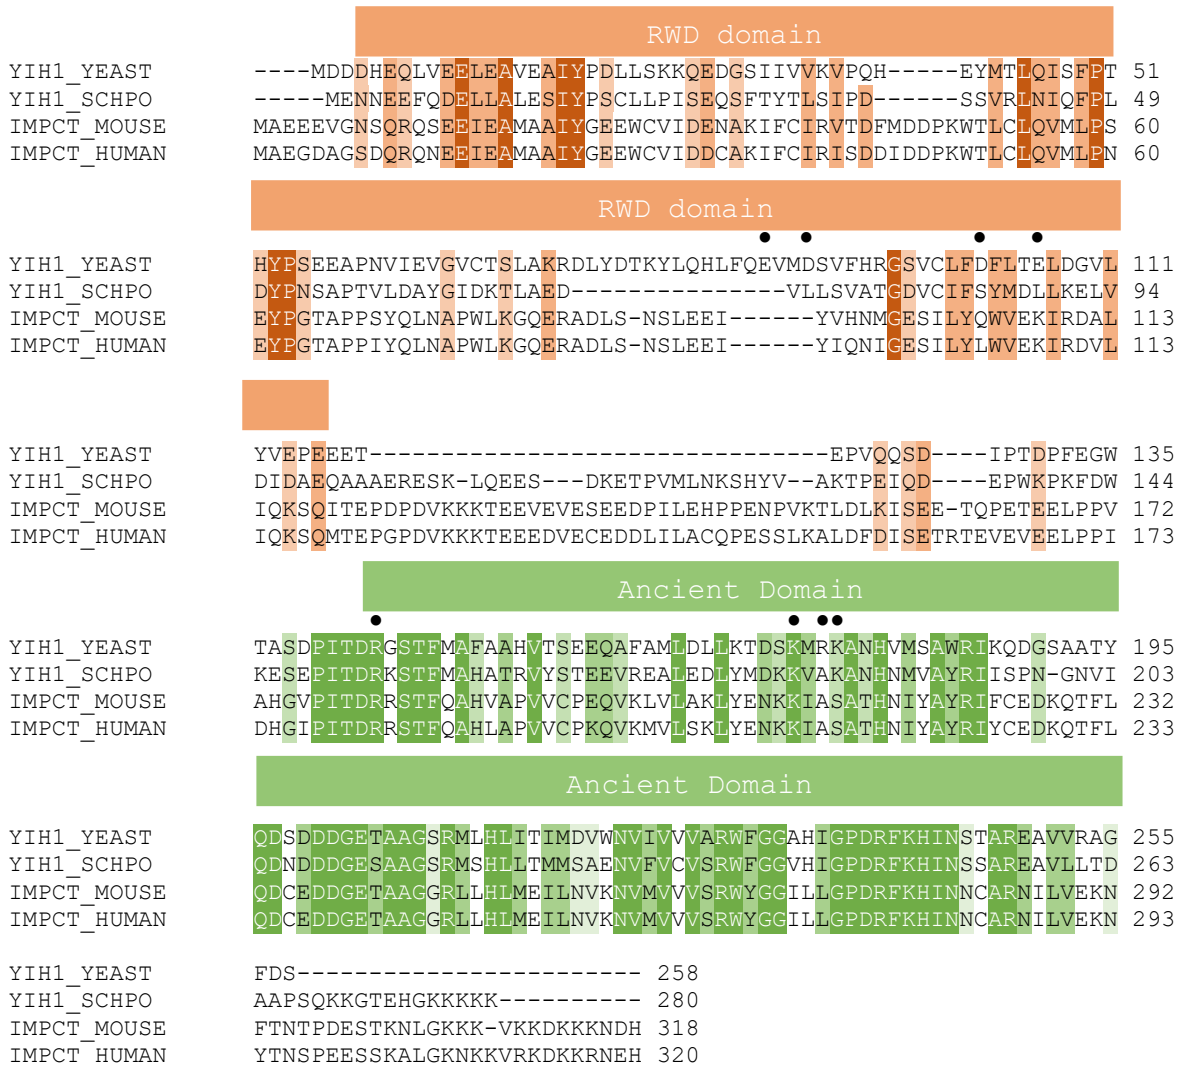 RWD domain
YIH1_YEAST ----MDDDHEQLVEELEAVEAIYPDLLSKKQEDGSIIVVKVPQH-----EYMTLQISFPT 51
YIH1_SCHPO -----MENNEEFQDELLALESIYPSCLLPISEQSFTYTLSIPD------SSVRLNIQFPL 49
IMPCT_MOUSE MAEEEVGNSQRQSEEIEAMAAIYGEEWCVIDENAKIFCIRVTDFMDDPKWTLCLQVMLPS 60
IMPCT_HUMAN MAEGDAGSDQRQNEEIEAMAAIYGEEWCVIDDCAKIFCIRISDDIDDPKWTLCLQVMLPN 60
RWD domain
YIH1_YEAST HYPSEEAPNVIEVGVCTSLAKRDLYDTKYLQHLFQEVMDSVFHRGSVCLFDFLTELDGVL 111
YIH1_SCHPO DYPNSAPTVLDAYGIDKTLAED---------------VLLSVATGDVCIFSYMDLLKELV 94
IMPCT_MOUSE EYPGTAPPSYQLNAPWLKGQERADLS-NSLEEI------YVHNMGESILYQWVEKIRDAL 113
IMPCT_HUMAN EYPGTAPPIYQLNAPWLKGQERADLS-NSLEEI------YIQNIGESILYLWVEKIRDVL 113
YIH1_YEAST YVEPEEET--------------------------------EPVQQSD----IPTDPFEGW 135
YIH1_SCHPO DIDAEQAAAERESK-LQEES---DKETPVMLNKSHYV--AKTPEIQD----EPWKPKFDW 144
IMPCT_MOUSE IQKSQITEPDPDVKKKTEEVEVESEEDPILEHPPENPVKTLDLKISEE-TQPETEELPPV 172
IMPCT_HUMAN IQKSQMTEPGPDVKKKTEEEDVECEDDLILACQPESSLKALDFDISETRTEVEVEELPPI 173
Ancient Domain
YIH1_YEAST TASDPITDRGSTFMAFAAHVTSEEQAFAMLDLLKTDSKMRKANHVMSAWRIKQDGSAATY 195
YIH1_SCHPO KESEPITDRKSTFMAHATRVYSTEEVREALEDLYMDKKVAKANHNMVAYRIISPN-GNVI 203
IMPCT_MOUSE AHGVPITDRRSTFQAHVAPVVCPEQVKLVLAKLYENKKIASATHNIYAYRIFCEDKQTFL 232
IMPCT_HUMAN DHGIPITDRRSTFQAHLAPVVCPKQVKMVLSKLYENKKIASATHNIYAYRIYCEDKQTFL 233
Ancient Domain
YIH1_YEAST QDSDDDGETAAGSRMLHLITIMDVWNVIVVVARWFGGAHIGPDRFKHINSTAREAVVRAG 255
YIH1_SCHPO QDNDDDGESAAGSRMSHLLTMMSAENVFVCVSRWFGGVHIGPDRFKHINSSAREAVLLTD 263
IMPCT_MOUSE QDCEDDGETAAGGRLLHLMEILNVKNVMVVVSRWYGGILLGPDRFKHINNCARNILVEKN 292
IMPCT_HUMAN QDCEDDGETAAGGRLLHLMEILNVKNVMVVVSRWYGGILLGPDRFKHINNCARNILVEKN 293
YIH1_YEAST FDS------------------------ 258
YIH1_SCHPO AAPSQKKGTEHGKKKKK---------- 280
IMPCT_MOUSE FTNTPDESTKNLGKKK-VKKDKKKNDH 318
IMPCT_HUMAN YTNSPEESSKALGKNKKVRKDKKRNEH 320